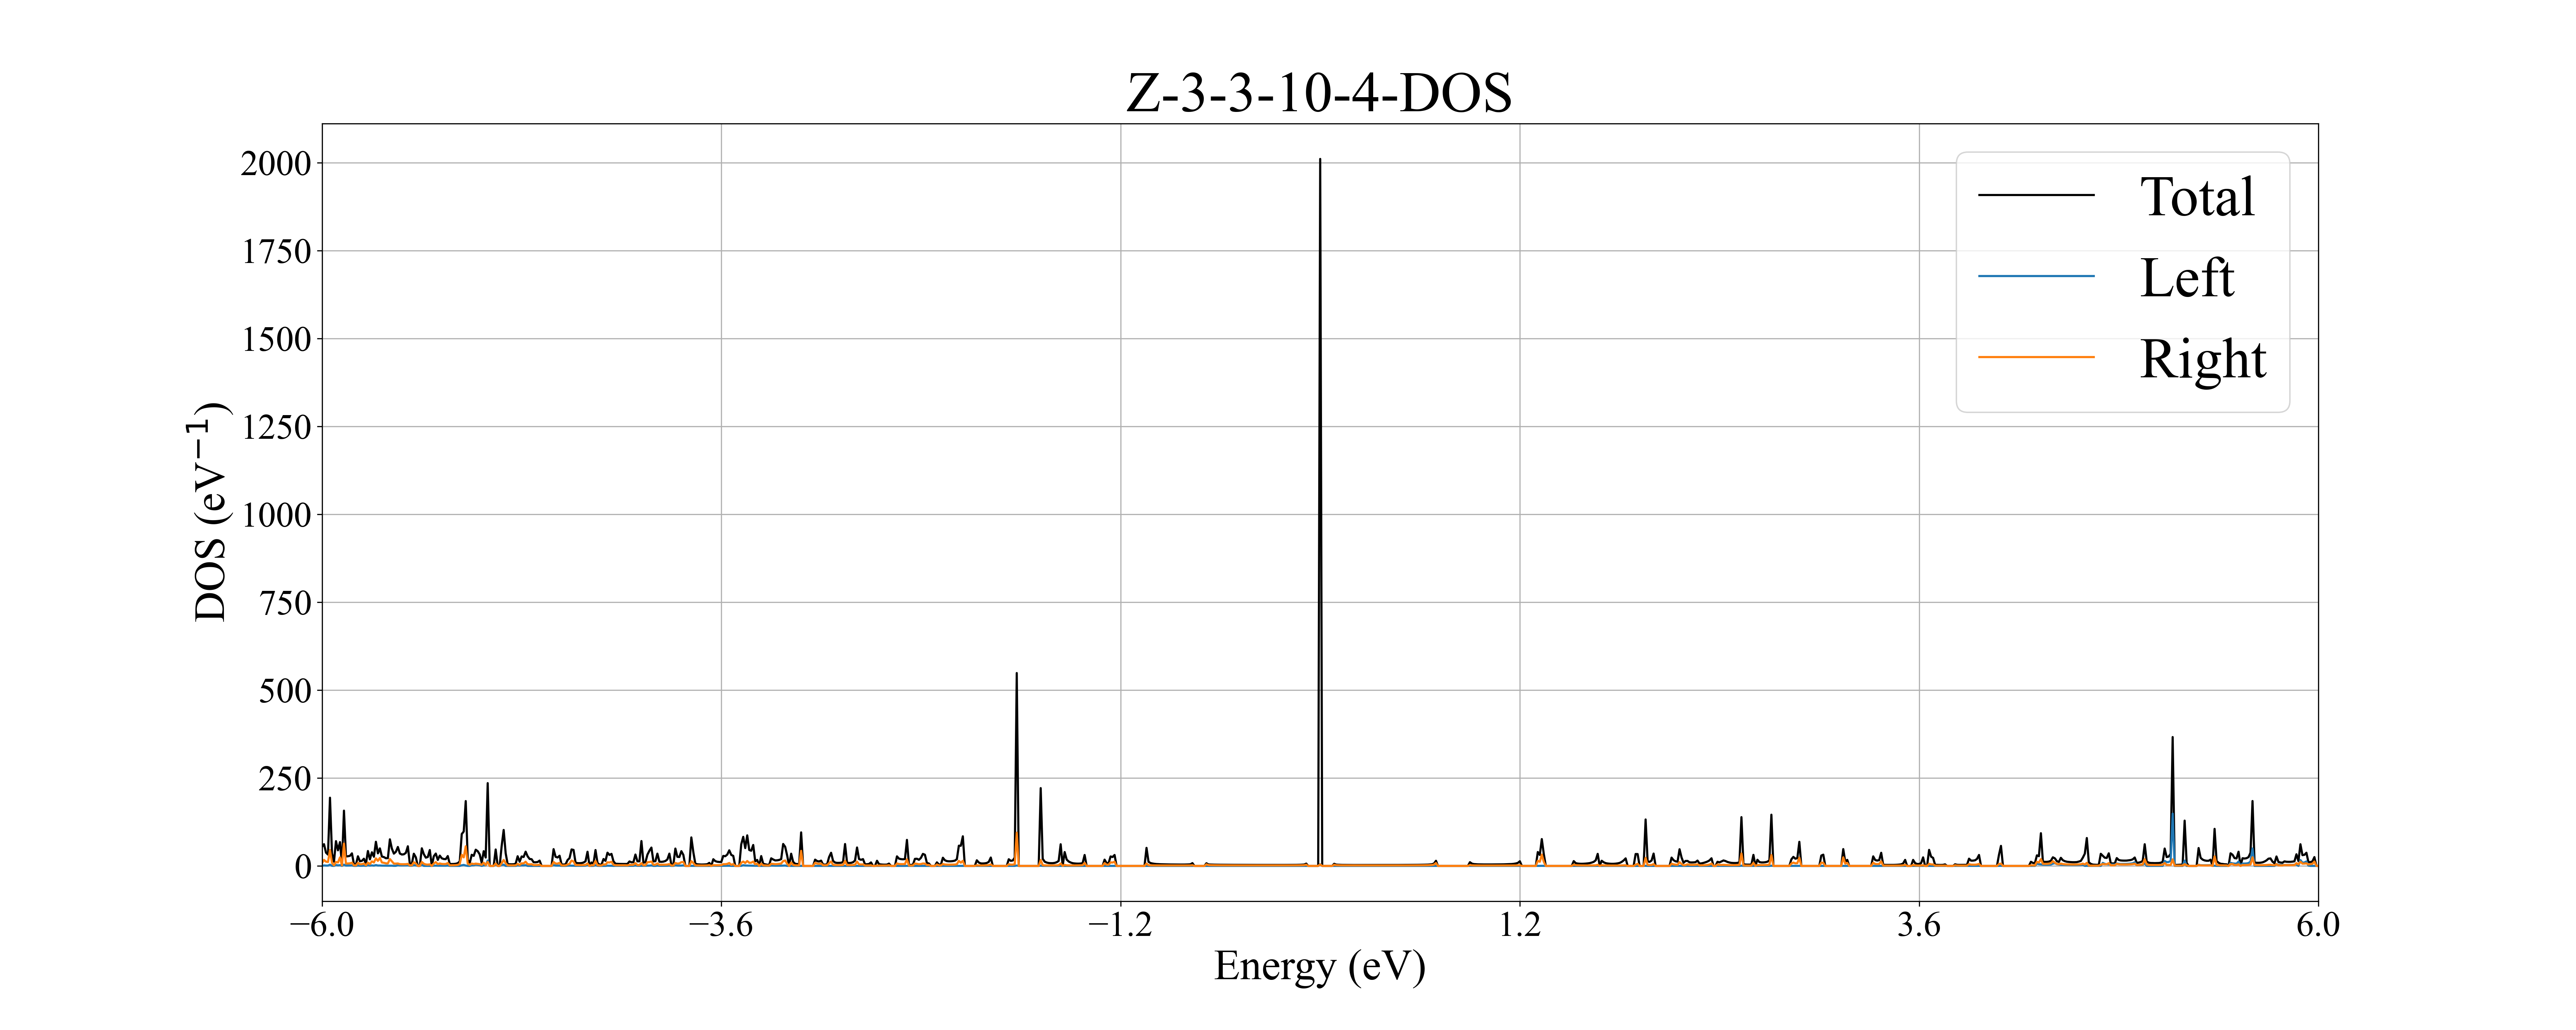 Z-3-3-10-4-DOS
2000
1750
1500
1250
1000
750
500
250
0
DOS (eV⁻¹)
Total
Left
Right
−6.0 −3.6 −1.2 1.2 3.6 6.0
Energy (eV)